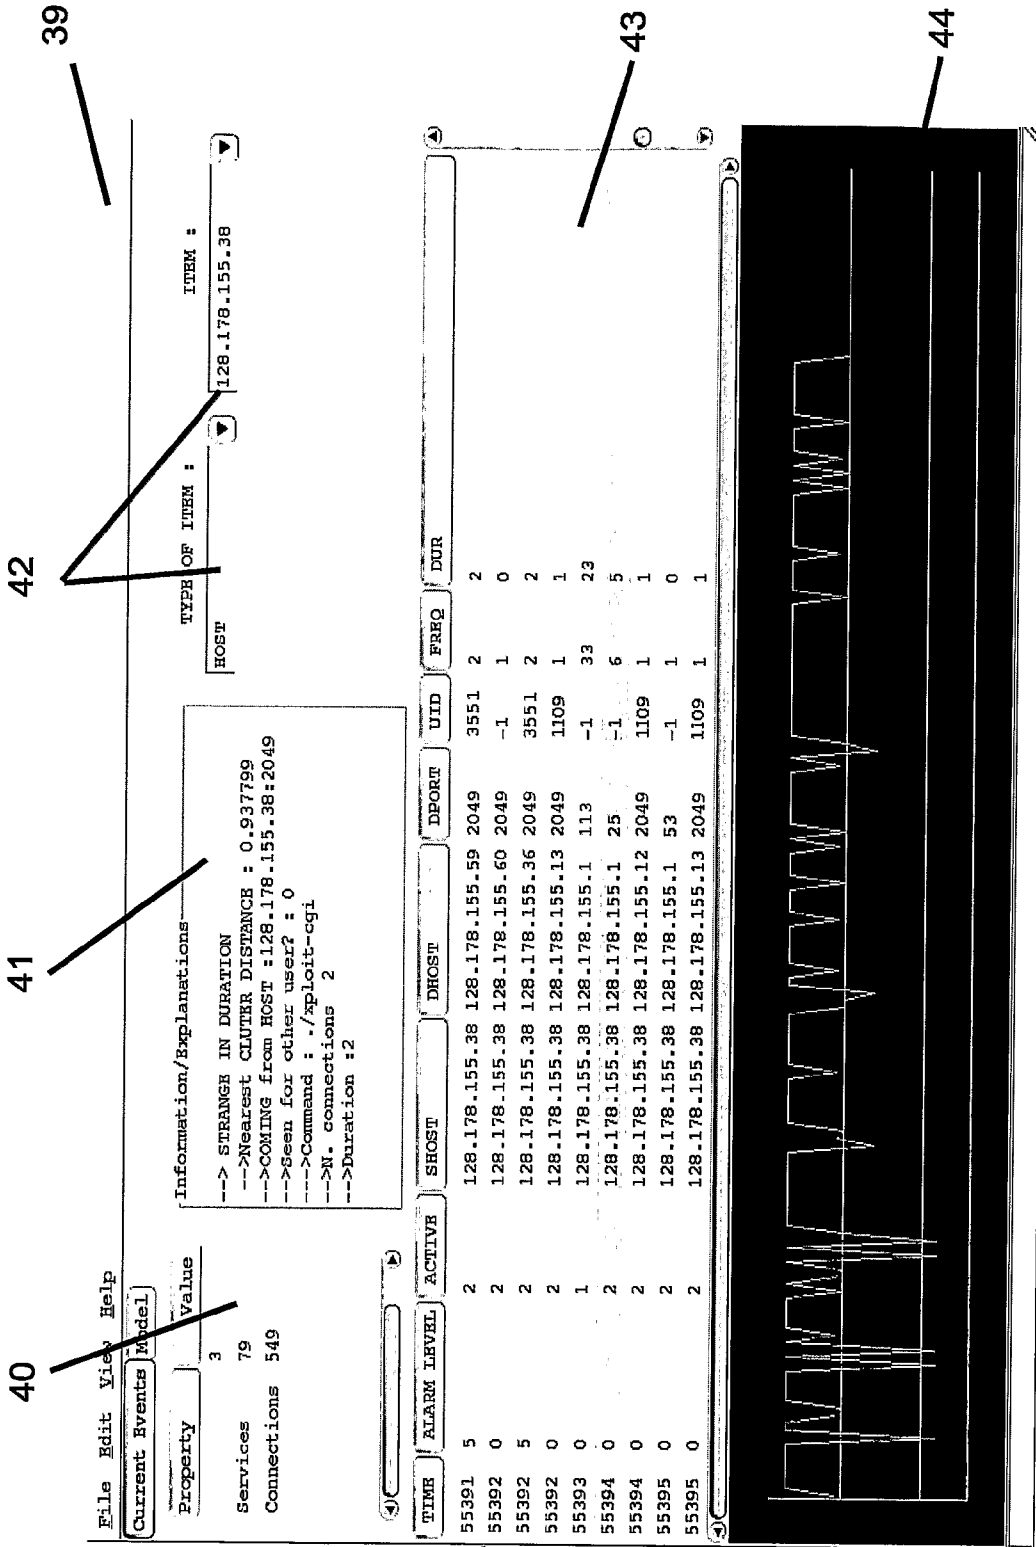 39
40
41
42
43
44
File Edit View Help
Current Events Model
Property Value
3
Services 79
Connections 549
Information/Explanations
---> STRANGE IN DURATION
-->Nearest CLUTER DISTANCE : 0.937799
-->COMING from HOST :128.178.155.38:2049
-->Seen for other user? : 0
--->Command : ./xploit-cgi
-->N. connections 2
-->Duration :2
TYPE OF ITEM : ITEM :
HOST 128.178.155.38
TIME ALARM LEVEL ACTIVE SHOST DHOST DPORT UID FREQ DUR
55391 5 2 128.178.155.38 128.178.155.59 2049 3551 2 2
55392 0 2 128.178.155.38 128.178.155.60 2049 -1 1 0
55392 5 2 128.178.155.38 128.178.155.36 2049 3551 2 2
55392 0 2 128.178.155.38 128.178.155.13 2049 1109 1 1
55393 0 1 128.178.155.38 128.178.155.1 113 -1 33 23
55394 0 2 128.178.155.38 128.178.155.1 25 -1 6 5
55394 0 2 128.178.155.38 128.178.155.12 2049 1109 1 1
55395 0 2 128.178.155.38 128.178.155.1 53 -1 1 0
55395 0 2 128.178.155.38 128.178.155.13 2049 1109 1 1